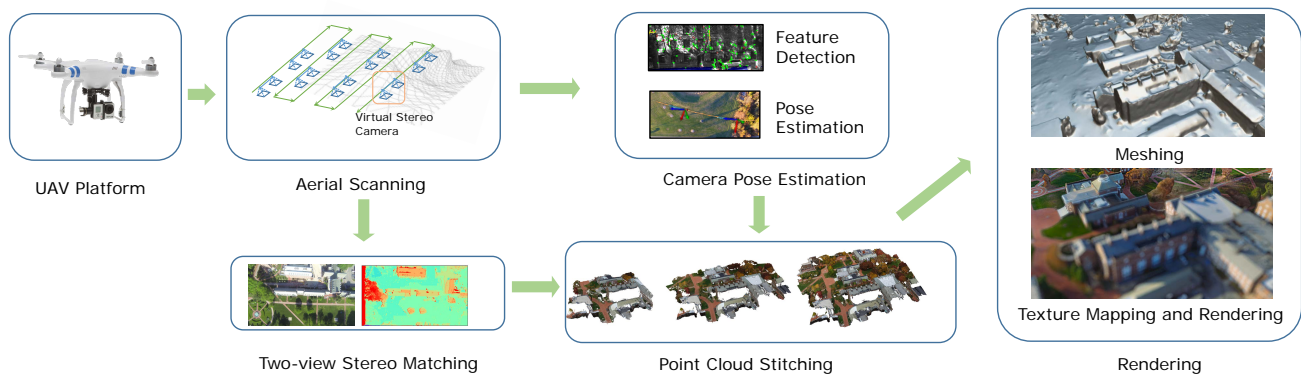 Virtual Stereo
Camera
Feature
Detection
Pose
Estimation
UAV Platform
Aerial Scanning
Camera Pose Estimation
Meshing
Texture Mapping and Rendering
Two-view Stereo Matching
Point Cloud Stitching
Rendering